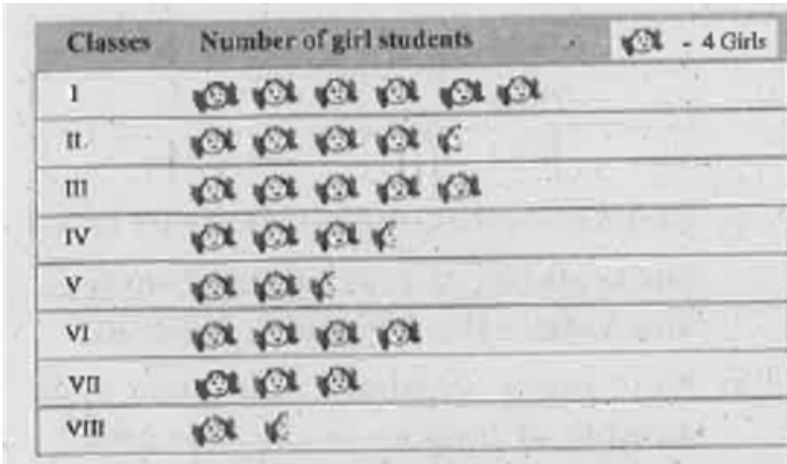 Classes Number of girl students - 4 Girls
I
II.
III
IV
V
VI
VII
VIII